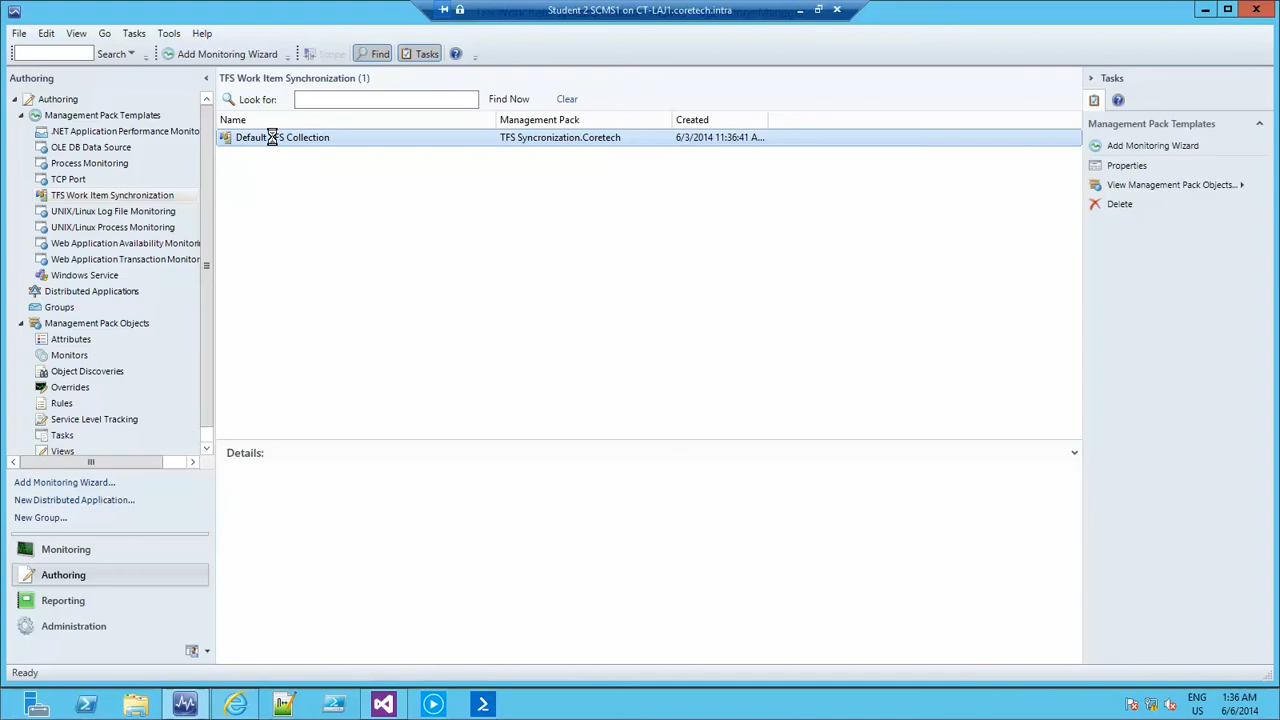 Student 2 SCMS1 on CT-LAJ1.coretech.intra
File Edit View Go Tasks Tools Help
Search Add Monitoring Wizard Scope Find Tasks
Authoring
Authoring
Management Pack Templates
.NET Application Performance Monito
OLE DB Data Source
Process Monitoring
TCP Port
TFS Work Item Synchronization
UNIX/Linux Log File Monitoring
UNIX/Linux Process Monitoring
Web Application Availability Monitorin
Web Application Transaction Monitor
Windows Service
Distributed Applications
Groups
Management Pack Objects
Attributes
Monitors
Object Discoveries
Overrides
Rules
Service Level Tracking
Tasks
Views
Add Monitoring Wizard...
New Distributed Application...
New Group...
Monitoring
Authoring
Reporting
Administration
TFS Work Item Synchronization (1)
Look for: Find Now Clear
Name Management Pack Created
Default TFS Collection TFS Syncronization.Coretech 6/3/2014 11:36:41 A...
Details:
Tasks
Management Pack Templates
Add Monitoring Wizard
Properties
View Management Pack Objects...
Delete
Ready
ENG 1:36 AM
US 6/6/2014